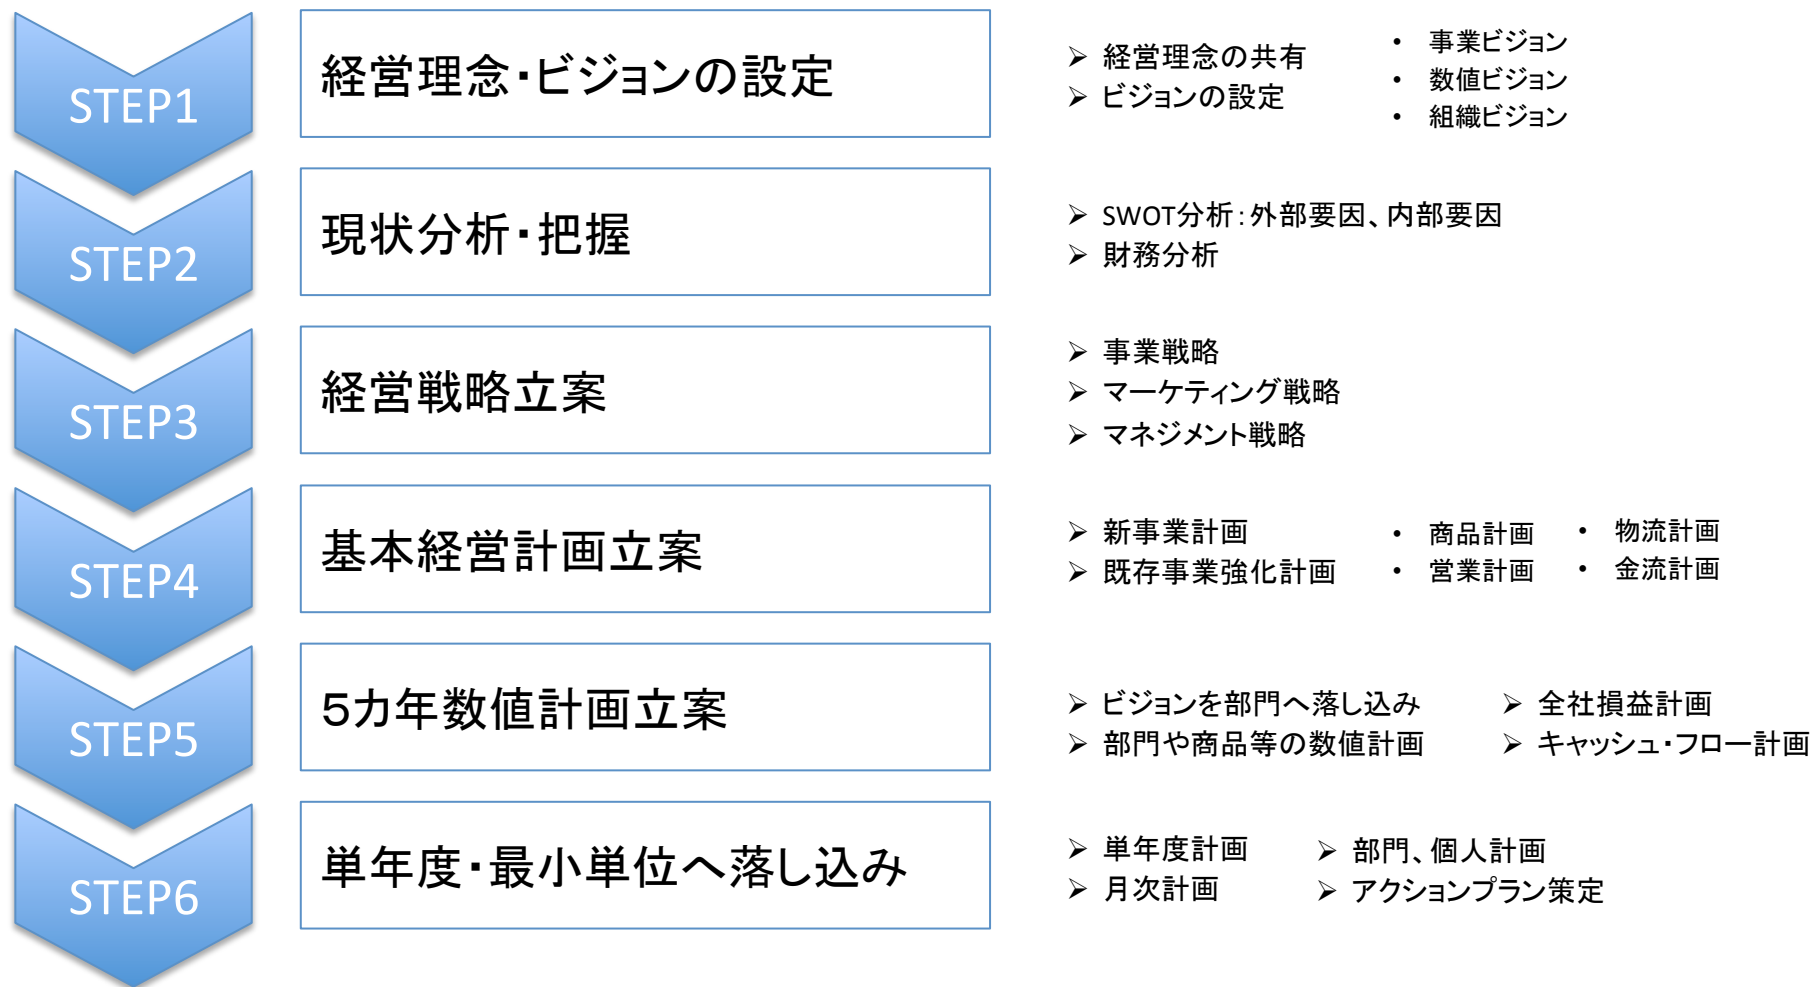 STEP1
経営理念・ビジョンの設定
➢ 経営理念の共有
➢ ビジョンの設定
• 事業ビジョン
• 数値ビジョン
• 組織ビジョン
STEP2
現状分析・把握
➢ SWOT分析：外部要因、内部要因
➢ 財務分析
STEP3
経営戦略立案
➢ 事業戦略
➢ マーケティング戦略
➢ マネジメント戦略
STEP4
基本経営計画立案
➢ 新事業計画
➢ 既存事業強化計画
• 商品計画
• 営業計画
• 物流計画
• 金流計画
STEP5
５カ年数値計画立案
➢ ビジョンを部門へ落し込み
➢ 部門や商品等の数値計画
➢ 全社損益計画
➢ キャッシュ・フロー計画
STEP6
単年度・最小単位へ落し込み
➢ 単年度計画
➢ 月次計画
➢ 部門、個人計画
➢ アクションプラン策定